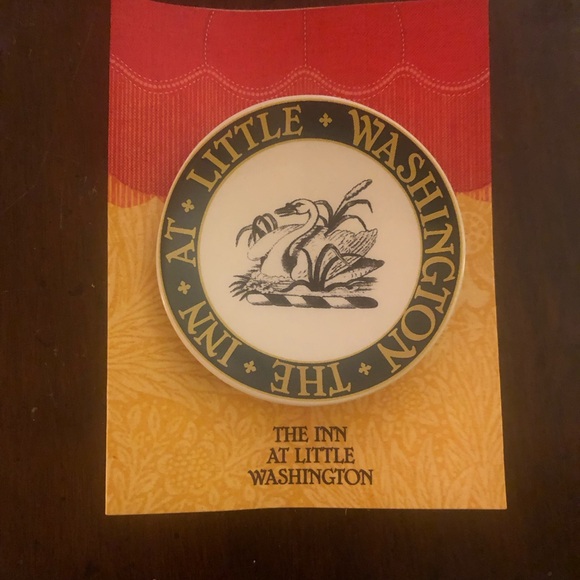 THE INN · AT · LITTLE · WASHINGTON ·
THE INN
AT LITTLE
WASHINGTON